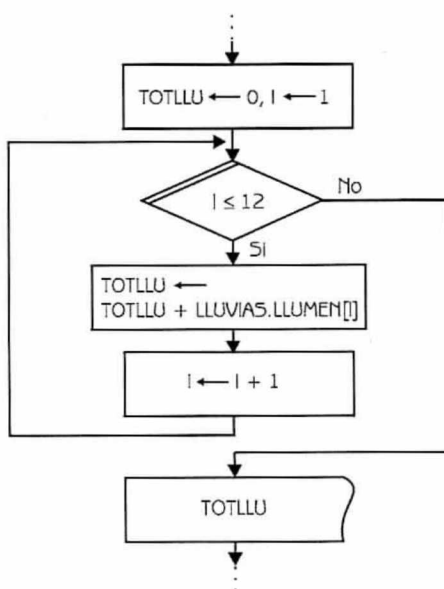 TOTLLU ← 0, I ← 1
I ≤ 12
No
Si
TOTLLU ←
TOTLLU + LLUVIAS.LLUMEN[I]
I ← I + 1
TOTLLU